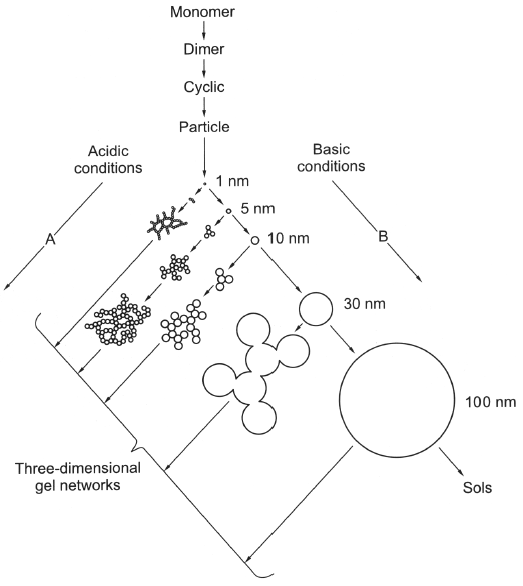 Monomer
Dimer
Cyclic
Particle
Acidic
conditions
Basic
conditions
1 nm
5 nm
10 nm
A
B
30 nm
100 nm
Three-dimensional
gel networks
Sols